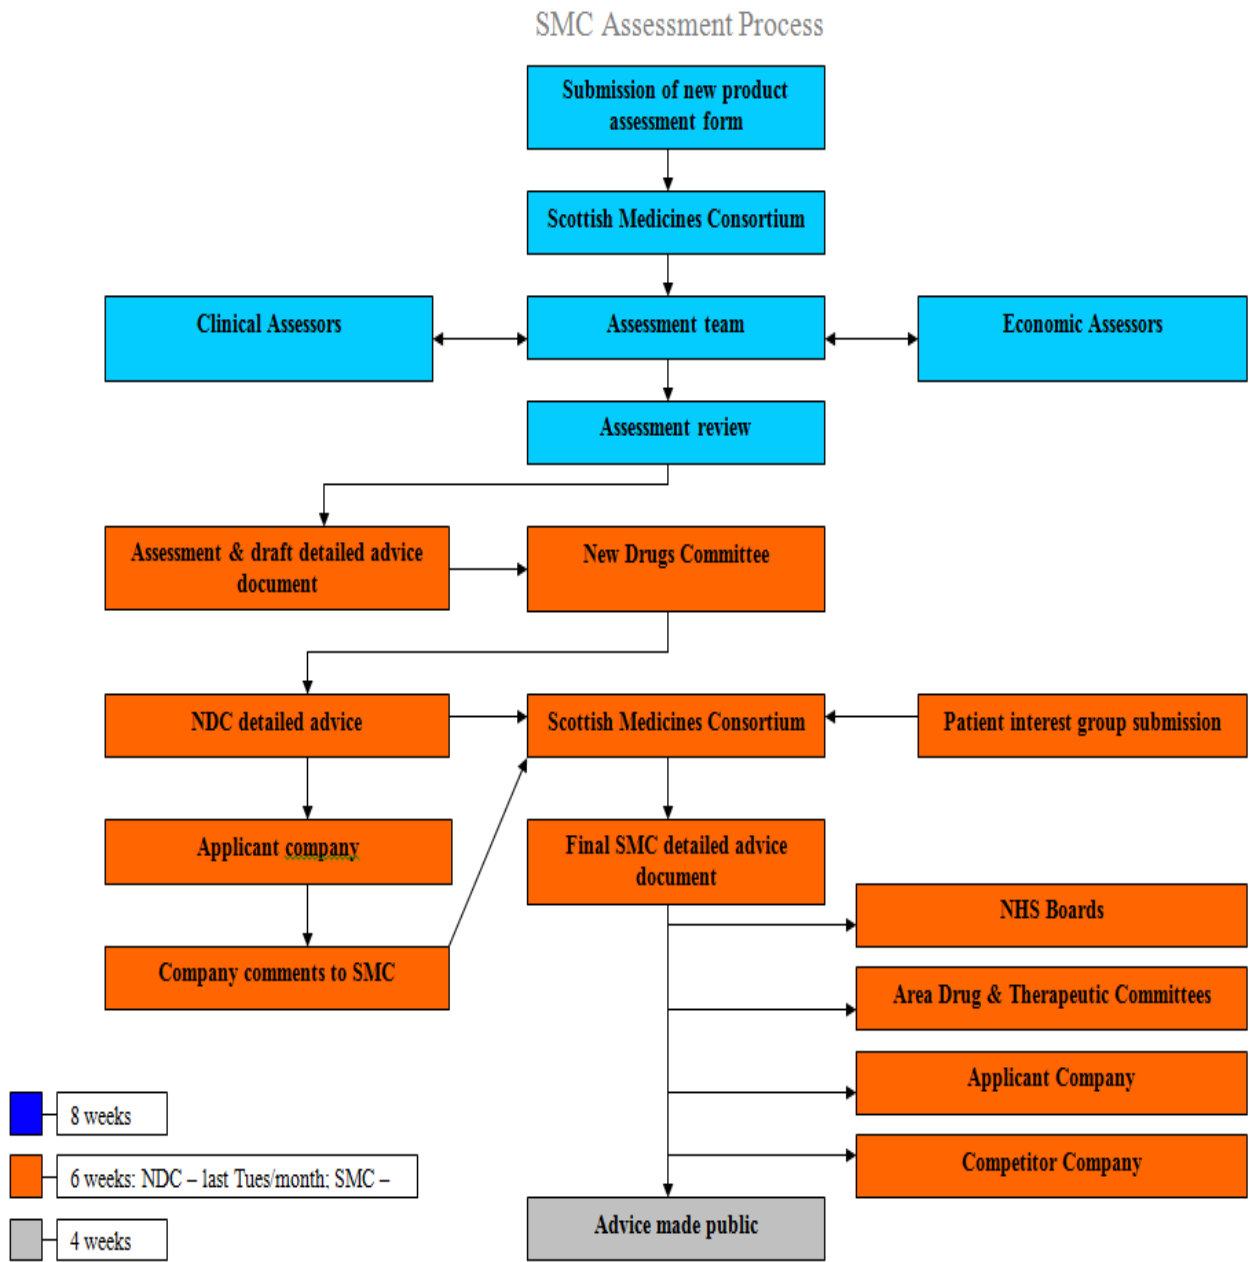 SMC Assessment Process
Submission of new product
assessment form
Scottish Medicines Consortium
Clinical Assessors
Assessment team
Economic Assessors
Assessment review
Assessment & draft detailed advice
document
New Drugs Committee
NDC detailed advice
Scottish Medicines Consortium
Patient interest group submission
Applicant company
Final SMC detailed advice
document
NHS Boards
Company comments to SMC
Area Drug & Therapeutic Committees
Applicant Company
Competitor Company
8 weeks
6 weeks: NDC – last Tues/month; SMC –
4 weeks
Advice made public